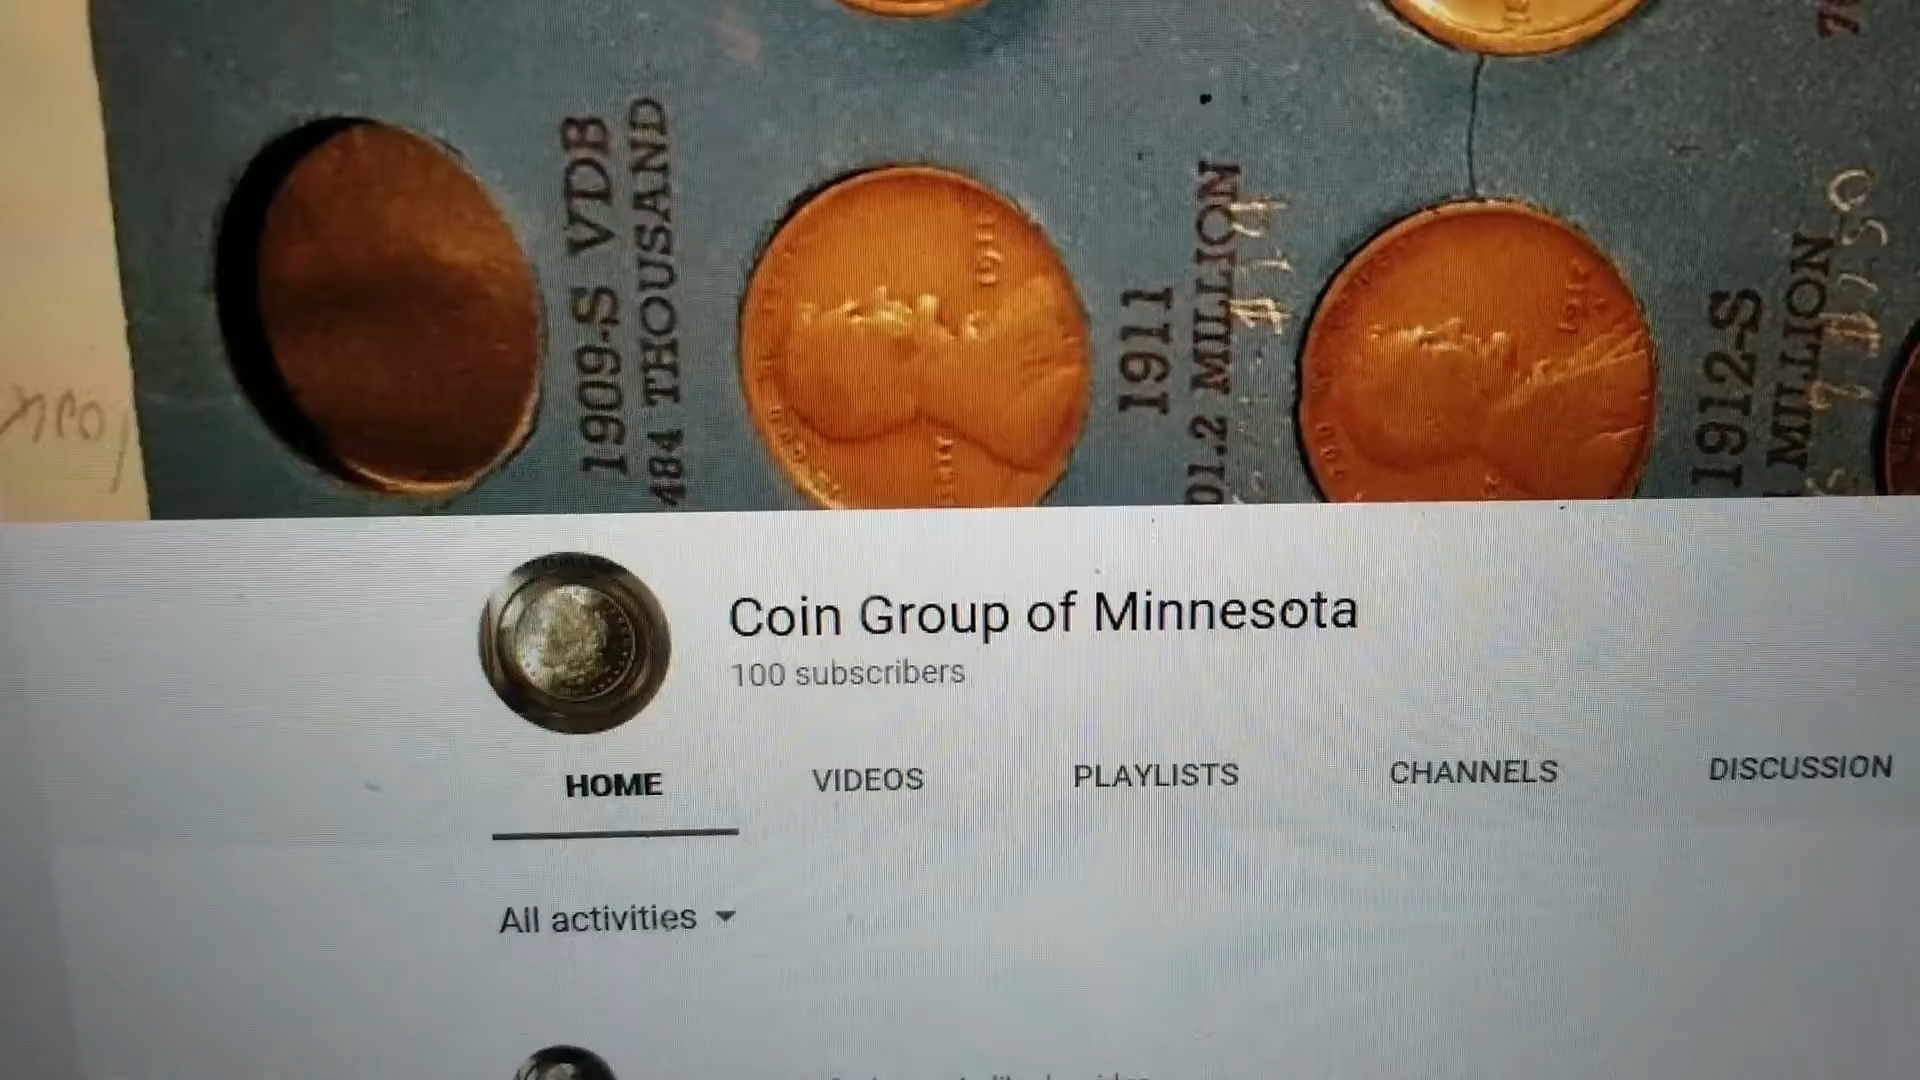 1909-S VDB
484 THOUSAND
1911
01.2 MILLION
1912-S
MILLION
1911
Coin Group of Minnesota
100 subscribers
HOME
VIDEOS
PLAYLISTS
CHANNELS
DISCUSSION
All activities